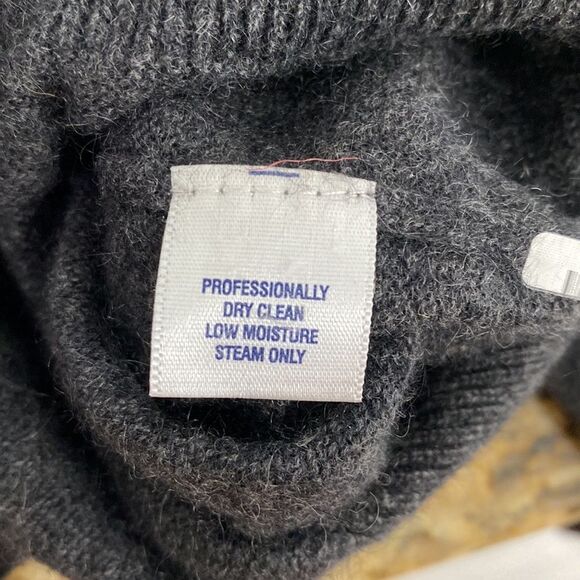 PROFESSIONALLY
DRY CLEAN
LOW MOISTURE
STEAM ONLY